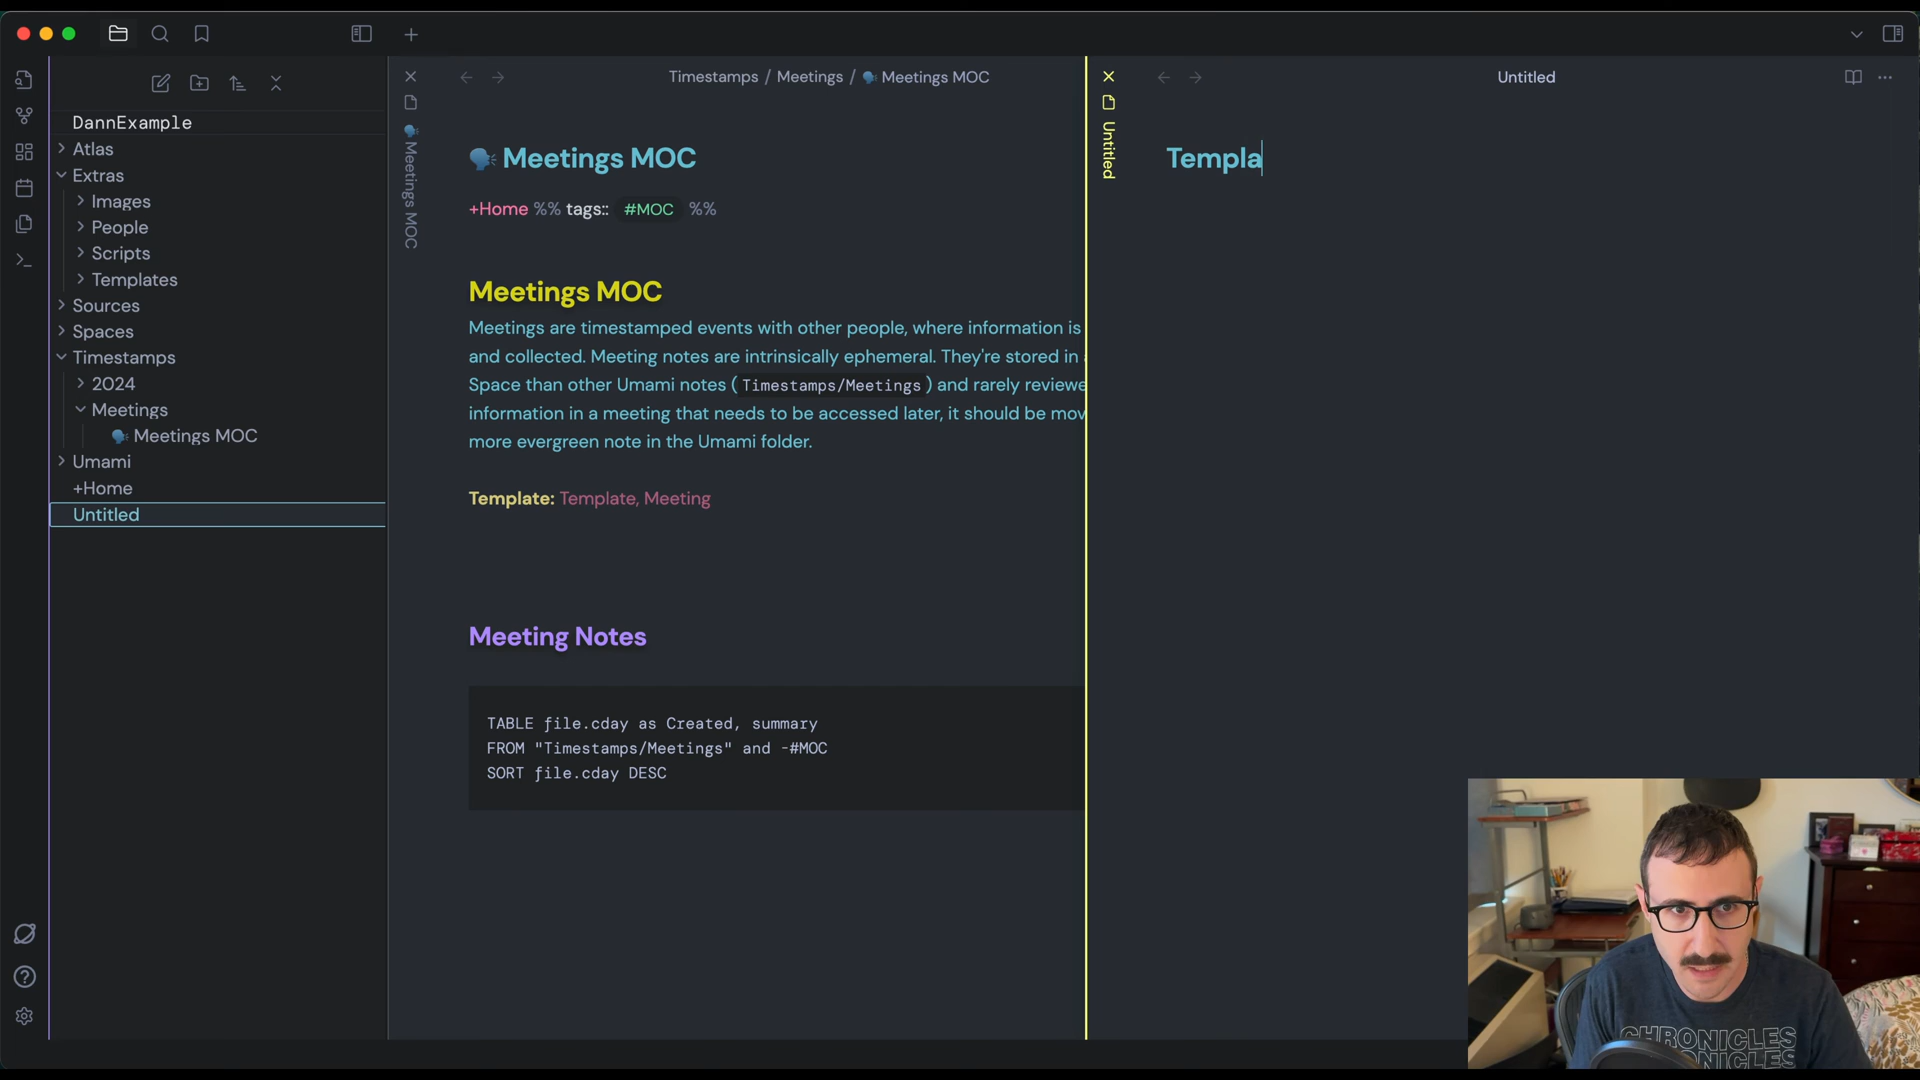 DannExample
Atlas
Extras
Images
People
Scripts
Templates
Sources
Spaces
Timestamps
2024
Meetings
Meetings MOC
Umami
+Home
Untitled
Meetings MOC
Timestamps / Meetings / Meetings MOC
Meetings MOC
+Home %% tags:: #MOC %%
Meetings MOC
Meetings are timestamped events with other people, where information is
and collected. Meeting notes are intrinsically ephemeral. They're stored in
Space than other Umami notes ( Timestamps/Meetings ) and rarely reviewe
information in a meeting that needs to be accessed later, it should be mov
more evergreen note in the Umami folder.
Template: Template, Meeting
Meeting Notes
TABLE file.cday as Created, summary
FROM "Timestamps/Meetings" and -#MOC
SORT file.cday DESC
Untitled
Untitled
Templa
CHRONICLES